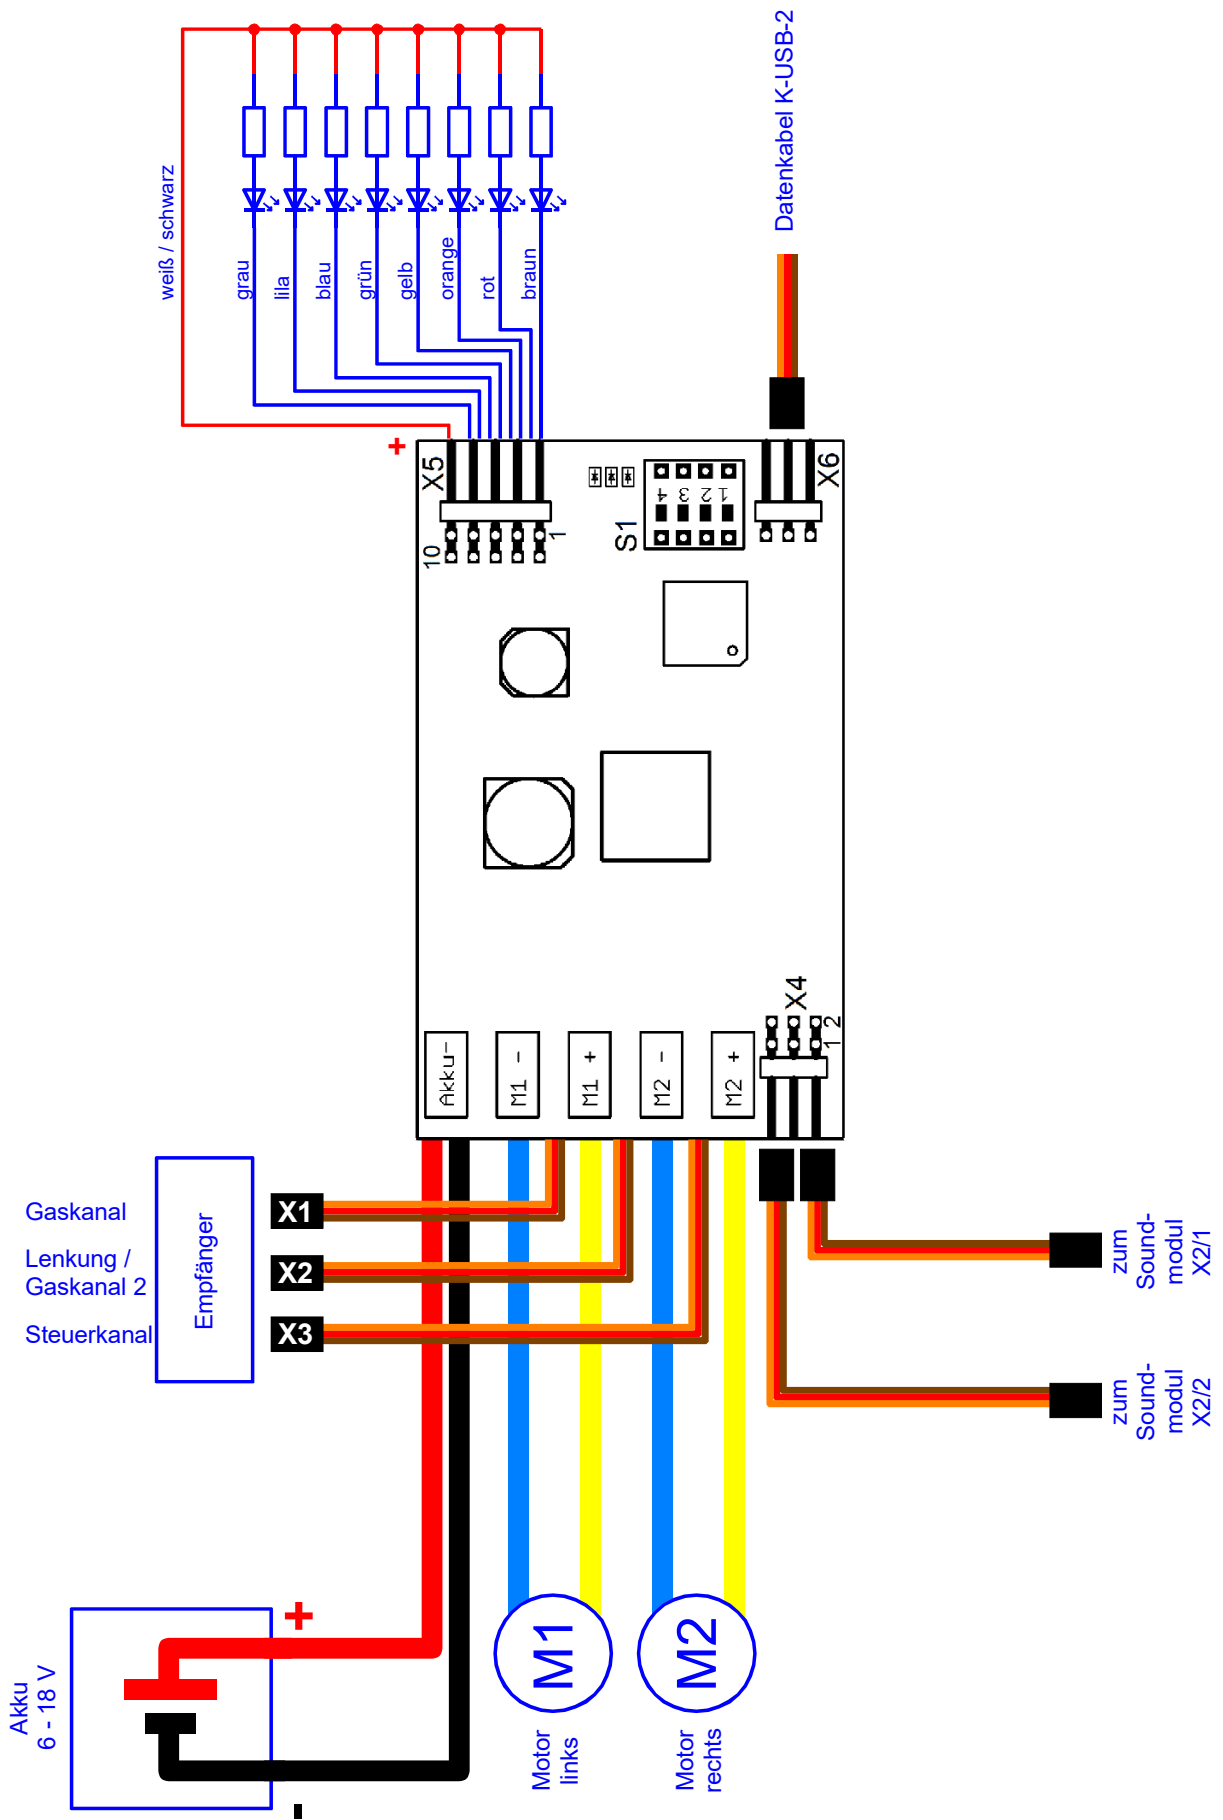 Datenkabel K-USB-2
weiß / schwarz
grau
lila
blau
grün
gelb
orange
rot
braun
+
X5
10
1
S1
4 3 2 1
X6
X4
1 2
Akku-
M1 -
M1 +
M2 -
M2 +
Gaskanal
Lenkung /
Gaskanal 2
Steuerkanal
Empfänger
X1
X2
X3
zum
Sound-
modul
X2/1
zum
Sound-
modul
X2/2
Akku
6 - 18 V
+
-
M1
Motor
links
M2
Motor
rechts